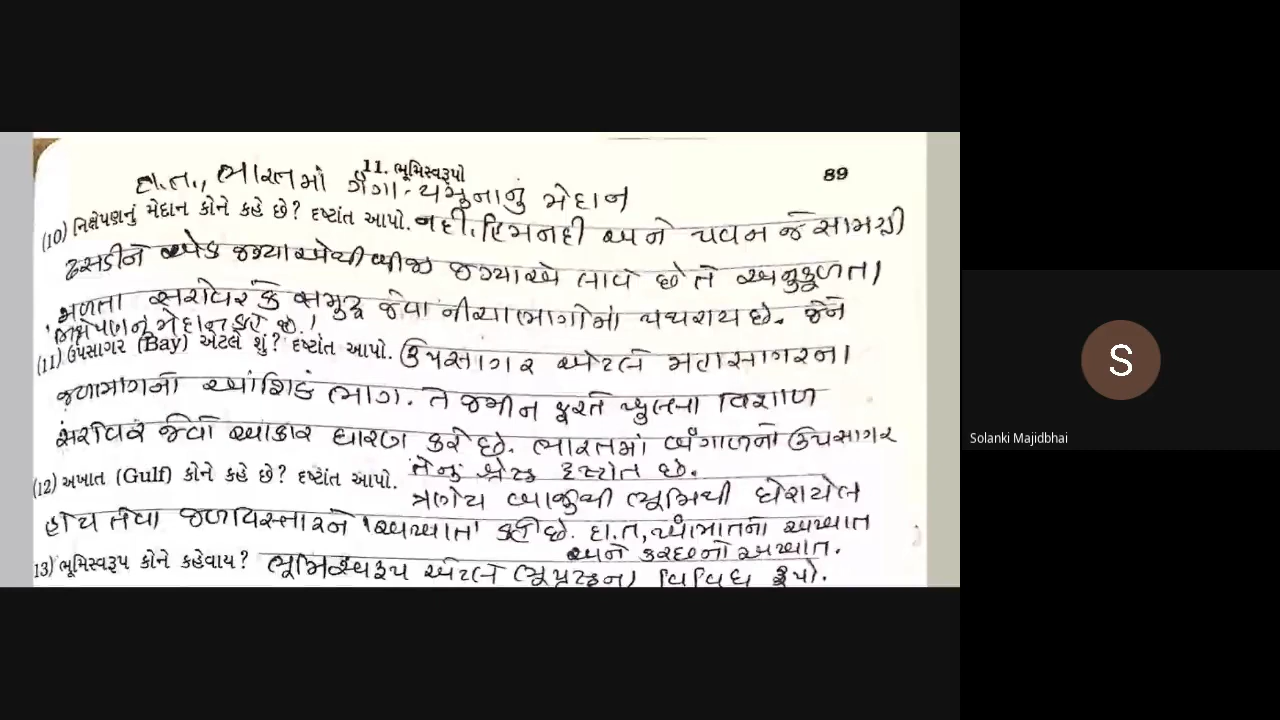 11. ભૂમિસ્વરૂપો
89
દા.ત., ભારતમાં ગંગા-યમુનાનું મેદાન
(10) નિક્ષેપણનું મેદાન કોને કહે છે? દૃષ્ટાંત આપો. નદી, હિમનદી અને પવન જે સામગ્રી
ઢસડીને એક જગ્યાએથી બીજી જગ્યાએ લાવે છે તે અનુકૂળતા
મળતા સરોવર કે સમુદ્ર જેવા નીચા ભાગોમાં પથરાય છે. જેને
'નિક્ષેપણનું મેદાન કહે છે.'
(11) ઉપસાગર (Bay) એટલે શું? દૃષ્ટાંત આપો. ઉપસાગર એટલે મહાસાગરના
જળભાગનો આંશિક ભાગ. તે જમીન ફરતે ખુલ્લા વિશાળ
સરોવર જેવો આકાર ધારણ કરે છે. ભારતમાં બંગાળનો ઉપસાગર
તેનું શ્રેષ્ઠ દૃષ્ટાંત છે.
(12) અખાત (Gulf) કોને કહે છે? દૃષ્ટાંત આપો.
ત્રણેય બાજુથી ભૂમિથી ઘેરાયેલ
હોય તેવા જળવિસ્તારને 'અખાત' કહે છે. દા.ત, ખંભાતનો અખાત
અને કચ્છનો અખાત.
13) ભૂમિસ્વરૂપ કોને કહેવાય? ભૂમિસ્વરૂપ એટલે ભૂપૃષ્ઠના વિવિધ રૂપો.
S
Solanki Majidbhai